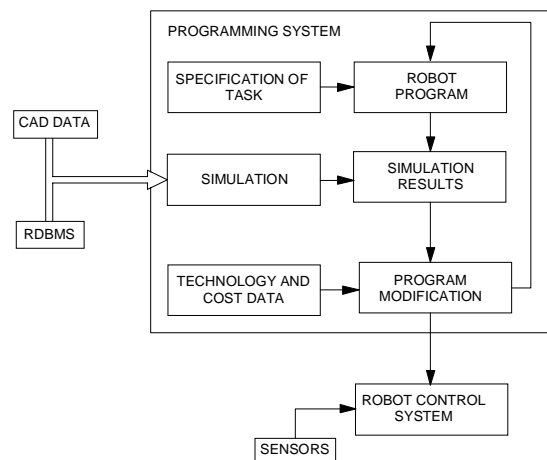 PROGRAMMING SYSTEM
SPECIFICATION OF
TASK
ROBOT
PROGRAM
CAD DATA
SIMULATION
SIMULATION
RESULTS
RDBMS
TECHNOLOGY AND
COST DATA
PROGRAM
MODIFICATION
ROBOT CONTROL
SYSTEM
SENSORS